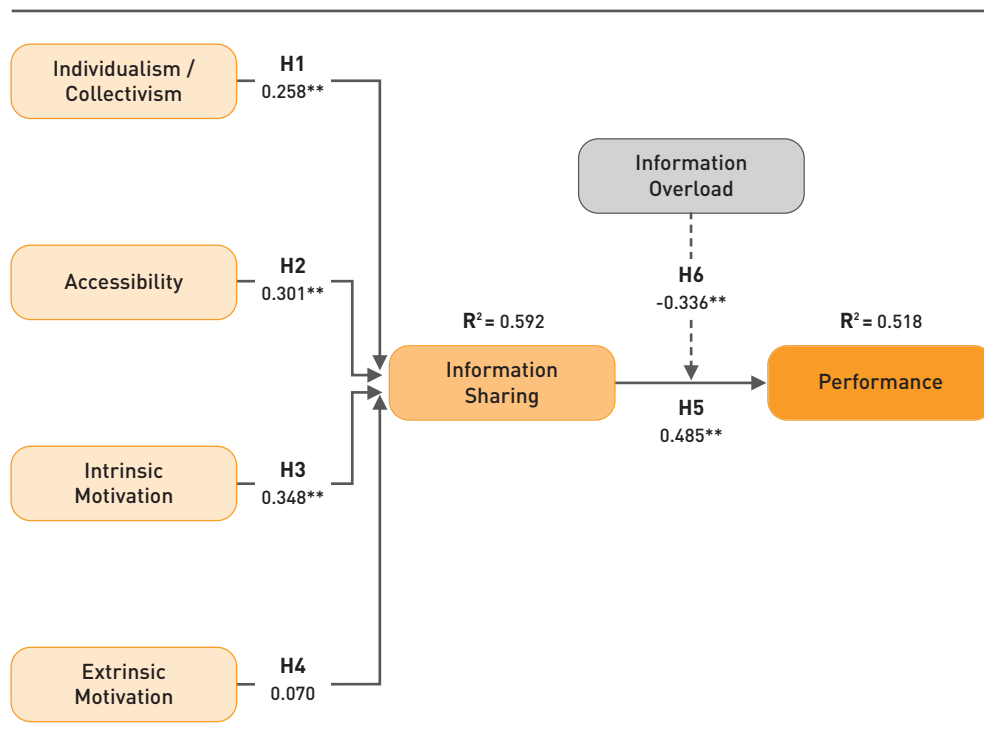 Individualism /
Collectivism
H1
0.258**
Information
Overload
Accessibility
H2
0.301**
H6
-0.336**
R² = 0.592
R² = 0.518
Information
Sharing
Performance
H5
0.485**
Intrinsic
Motivation
H3
0.348**
Extrinsic
Motivation
H4
0.070